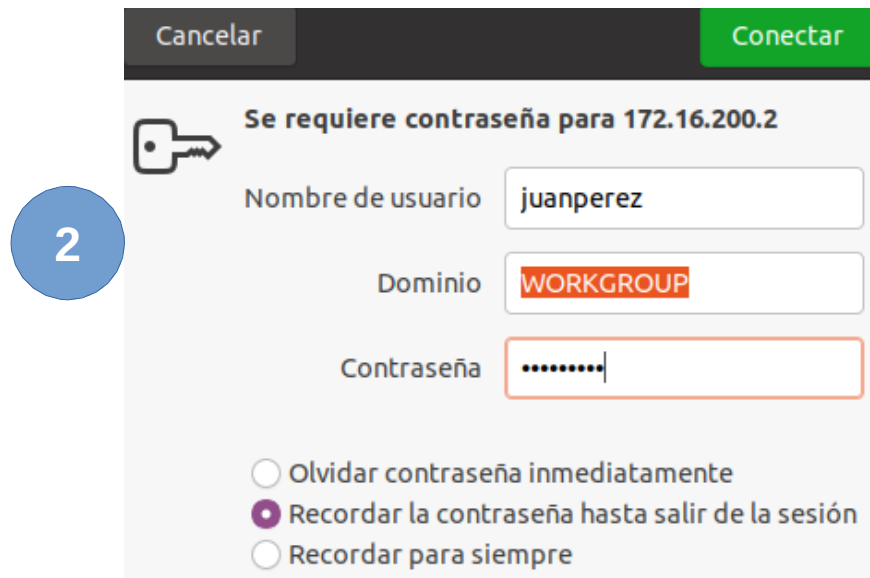 Cancelar Conectar
Se requiere contraseña para 172.16.200.2
Nombre de usuario juanperez
2
Dominio WORKGROUP
Contraseña •••••••••
Olvidar contraseña inmediatamente
Recordar la contraseña hasta salir de la sesión
Recordar para siempre